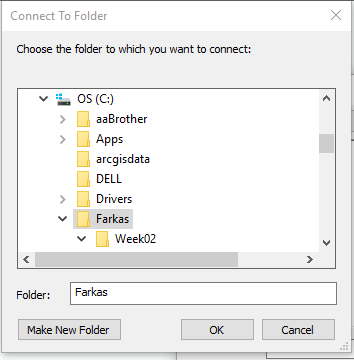 Connect To Folder
Choose the folder to which you want to connect:
OS (C:)
aaBrother
Apps
arcgisdata
DELL
Drivers
Farkas
Week02
Folder: Farkas
Make New Folder OK Cancel